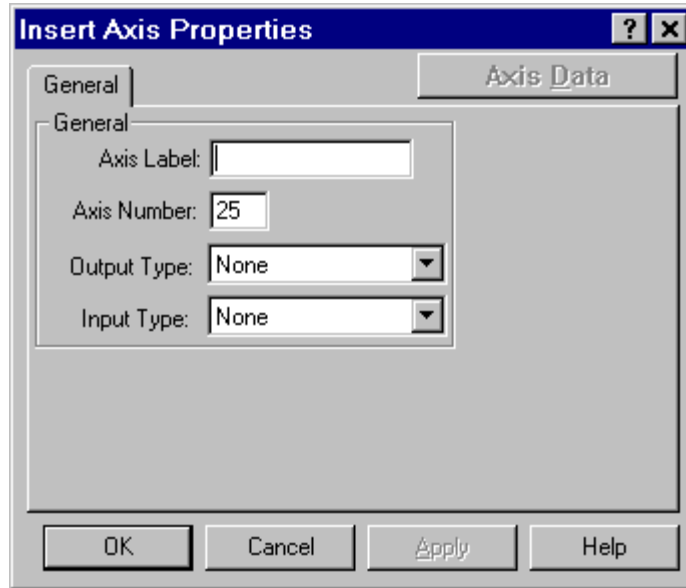 Insert Axis Properties ? ×
General
Axis Data
General
Axis Label:
Axis Number: 25
Output Type: None
Input Type: None
OK Cancel Apply Help